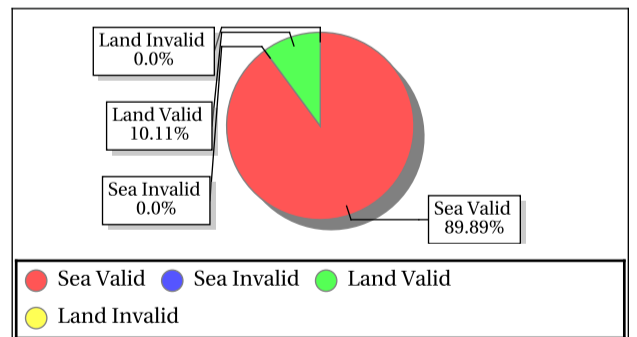 Land Invalid
0.0%
Land Valid
10.11%
Sea Invalid
0.0%
Sea Valid
89.89%
Sea Valid Sea Invalid Land Valid
Land Invalid